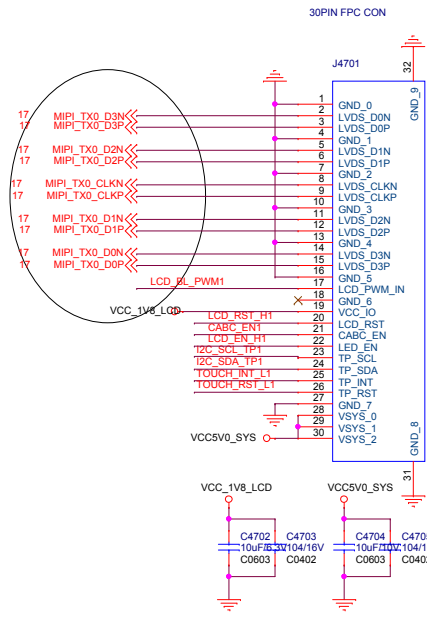 30PIN FPC CON
J4701
32
GND_9
1 GND_0
17 MIPI_TX0_D3N 2 LVDS_D0N
17 MIPI_TX0_D3P 3 LVDS_D0P
4 GND_1
17 MIPI_TX0_D2N 5 LVDS_D1N
17 MIPI_TX0_D2P 6 LVDS_D1P
7 GND_2
17 MIPI_TX0_CLKN 8 LVDS_CLKN
17 MIPI_TX0_CLKP 9 LVDS_CLKP
10 GND_3
17 MIPI_TX0_D1N 11 LVDS_D2N
17 MIPI_TX0_D1P 12 LVDS_D2P
13 GND_4
17 MIPI_TX0_D0N 14 LVDS_D3N
15 MIPI_TX0_D0P 15 LVDS_D3P
16 GND_5
LCD_BL_PWM1 17 LCD_PWM_IN
18 GND_6
VCC_1V8_LCD 19 VCC_IO
LCD_RST_H1 20 LCD_RST
CABC_EN1 21 CABC_EN
LCD_EN_H1 22 LED_EN
I2C_SCL_TP1 23 TP_SCL
I2C_SDA_TP1 24 TP_SDA
TOUCH_INT_L1 25 TP_INT
TOUCH_RST_L1 26 TP_RST
27 GND_7
28 VSYS_0
29 VSYS_1
VCC5V0_SYS 30 VSYS_2
GND_8
31
VCC_1V8_LCD VCC5V0_SYS
C4702 C4703 C4704
10uF/6.3V 104/16V 10uF/10V 104/1
C0603 C0402 C0603 C040